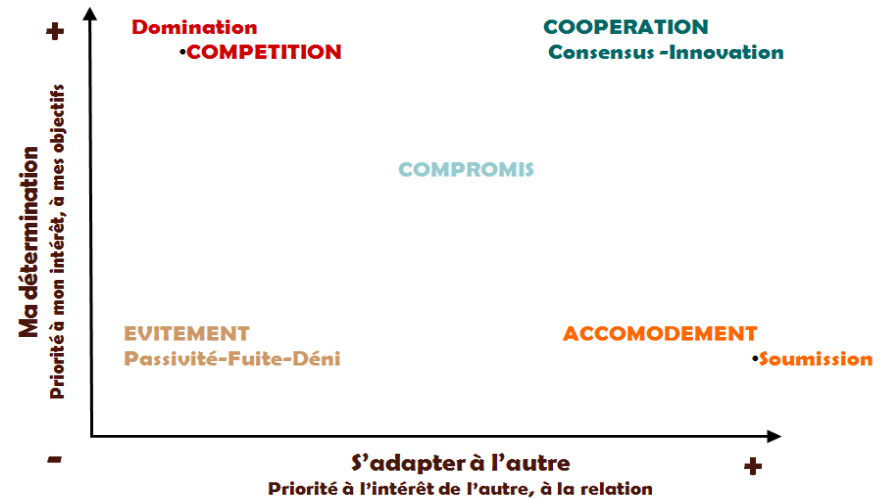 +
Domination
•COMPETITION
COOPERATION
Consensus -Innovation
COMPROMIS
Ma détermination
Priorité à mon intérêt, à mes objectifs
EVITEMENT
Passivité-Fuite-Déni
ACCOMODEMENT
•Soumission
-
S'adapter à l'autre
+
Priorité à l'intérêt de l'autre, à la relation